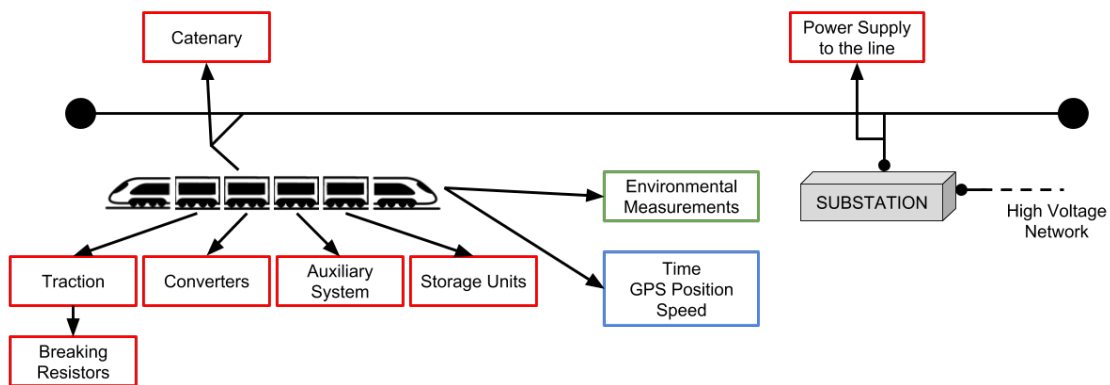 Catenary
Power Supply
to the line
Environmental
Measurements
SUBSTATION
High Voltage
Network
Traction
Converters
Auxiliary
System
Storage Units
Time
GPS Position
Speed
Breaking
Resistors